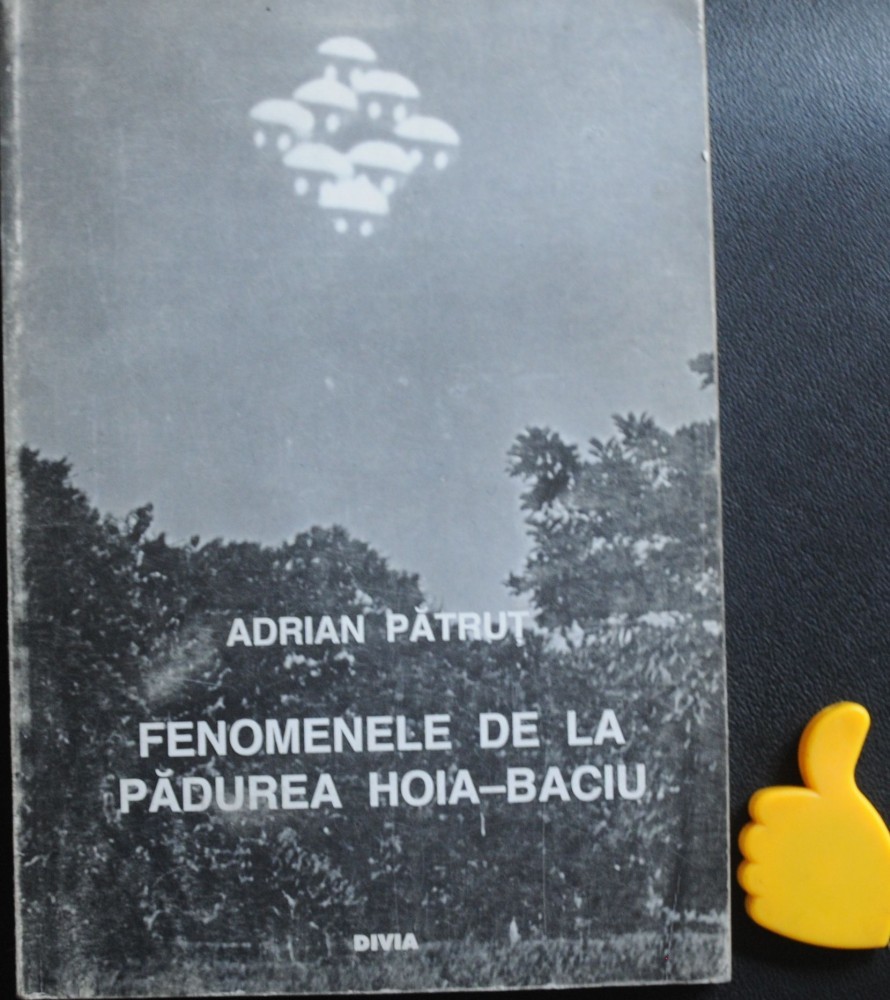 ADRIAN PĂTRUȚ
FENOMENELE DE LA
PĂDUREA HOIA–BACIU
DIVIA